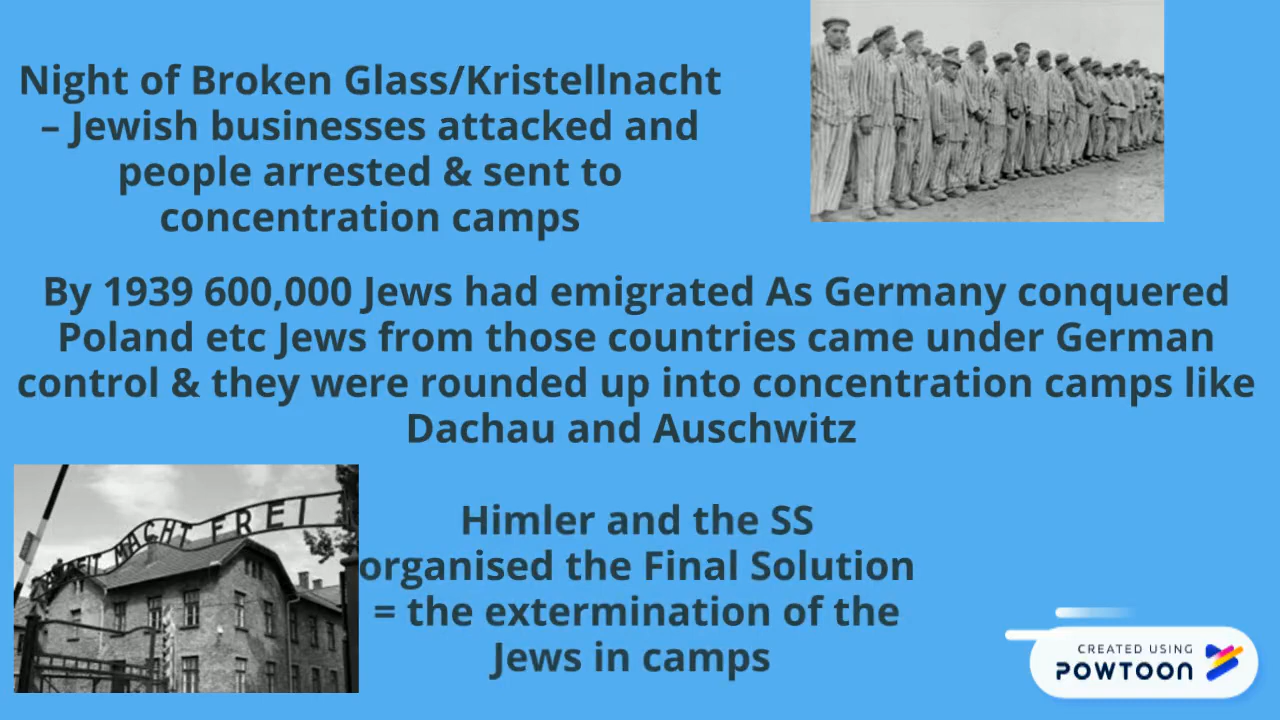 Night of Broken Glass/Kristellnacht
– Jewish businesses attacked and
people arrested & sent to
concentration camps
By 1939 600,000 Jews had emigrated As Germany conquered
Poland etc Jews from those countries came under German
control & they were rounded up into concentration camps like
Dachau and Auschwitz
MACHT FREI
Himler and the SS
organised the Final Solution
= the extermination of the
Jews in camps
CREATED USING
POWTOON